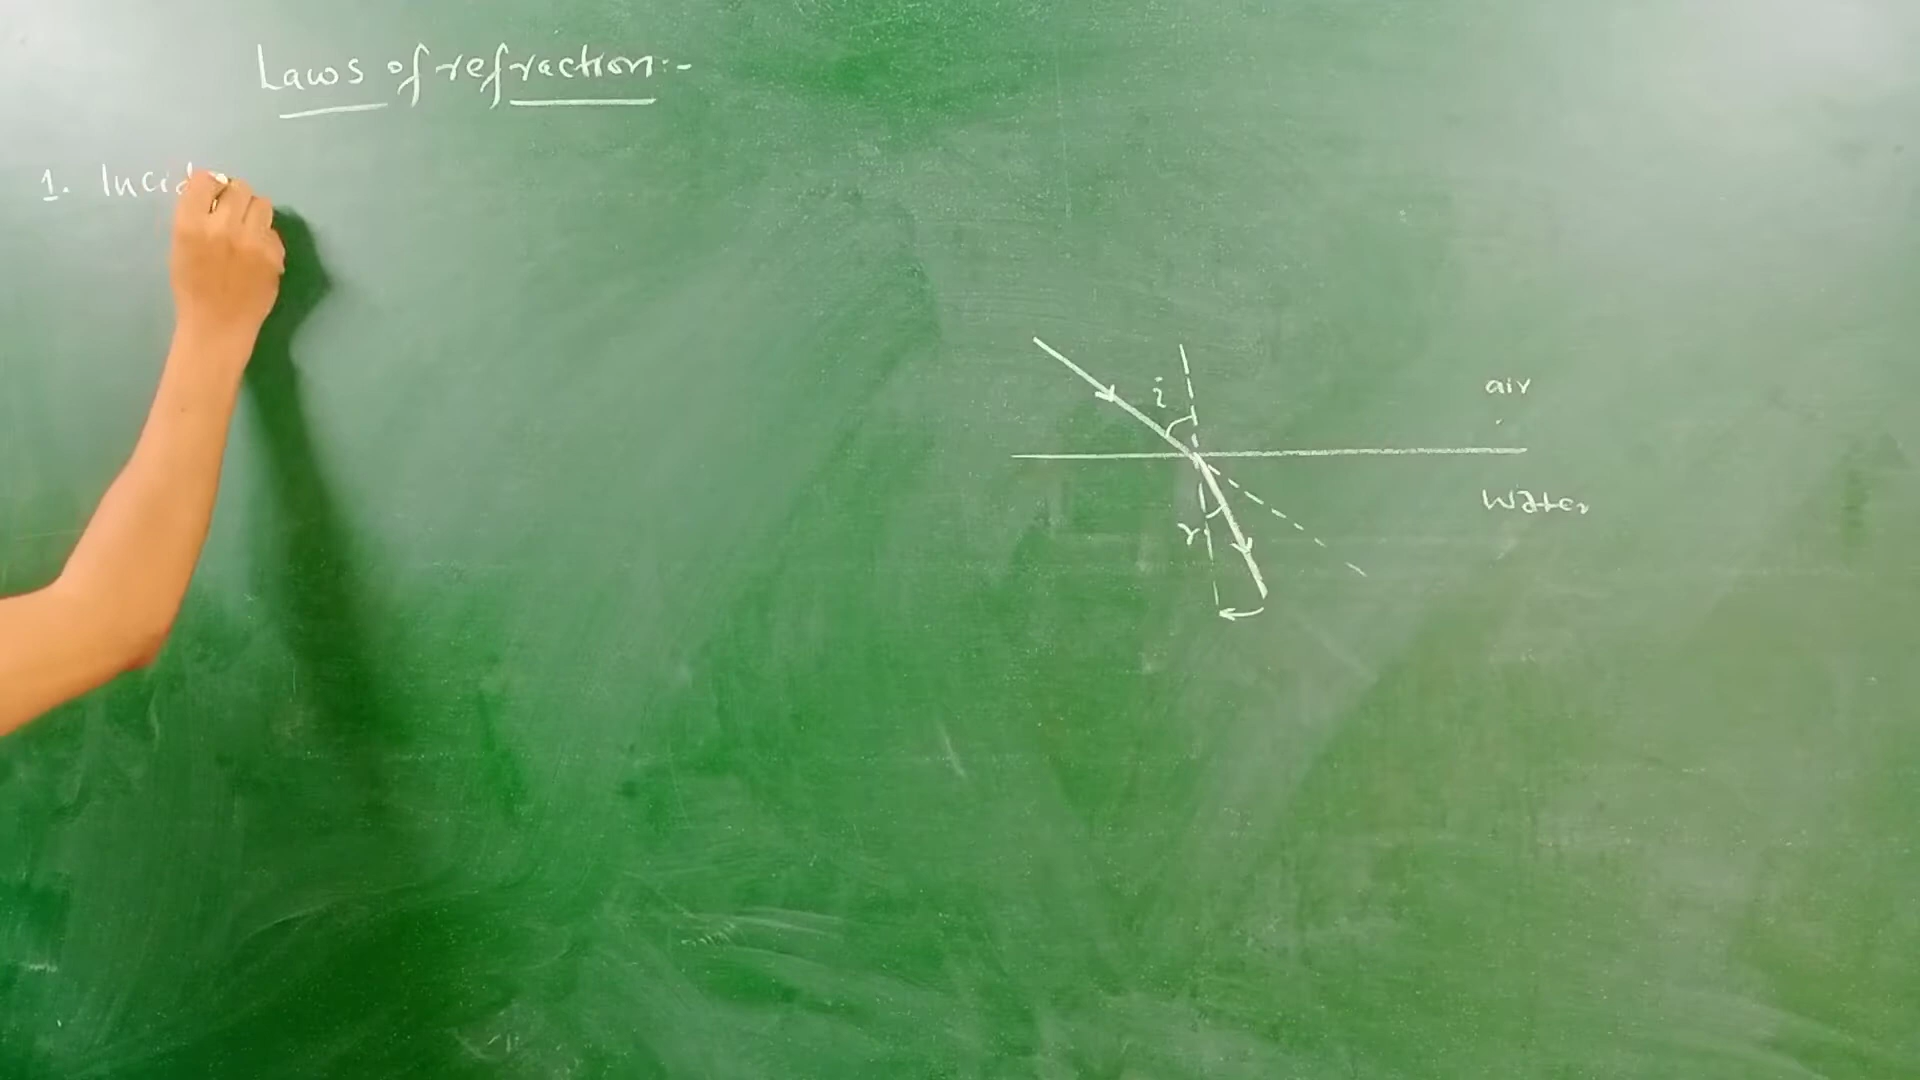 Laws of refraction:-
1. Incid
i
air
water
r